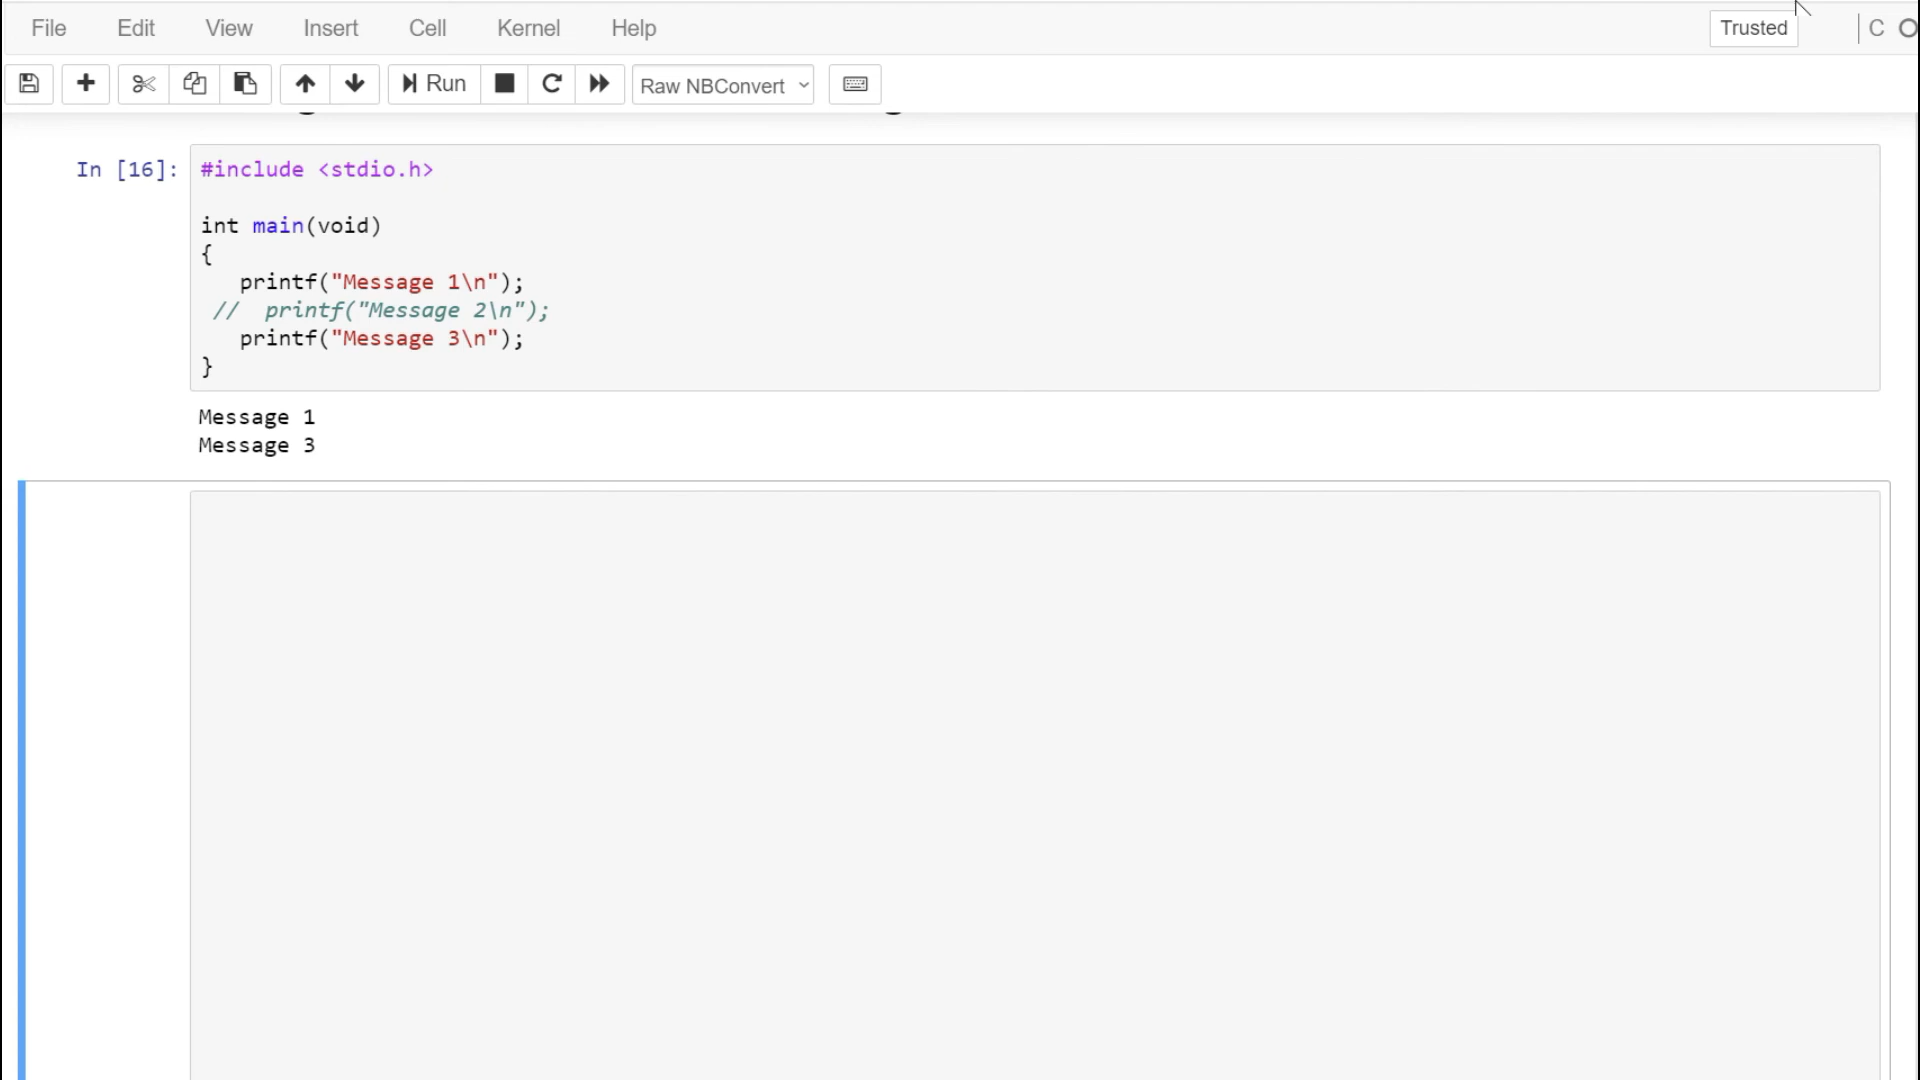 File Edit View Insert Cell Kernel Help Trusted C
Run Raw NBConvert
In [16]: #include <stdio.h>
int main(void)
{
printf("Message 1\n");
// printf("Message 2\n");
printf("Message 3\n");
}
Message 1
Message 3